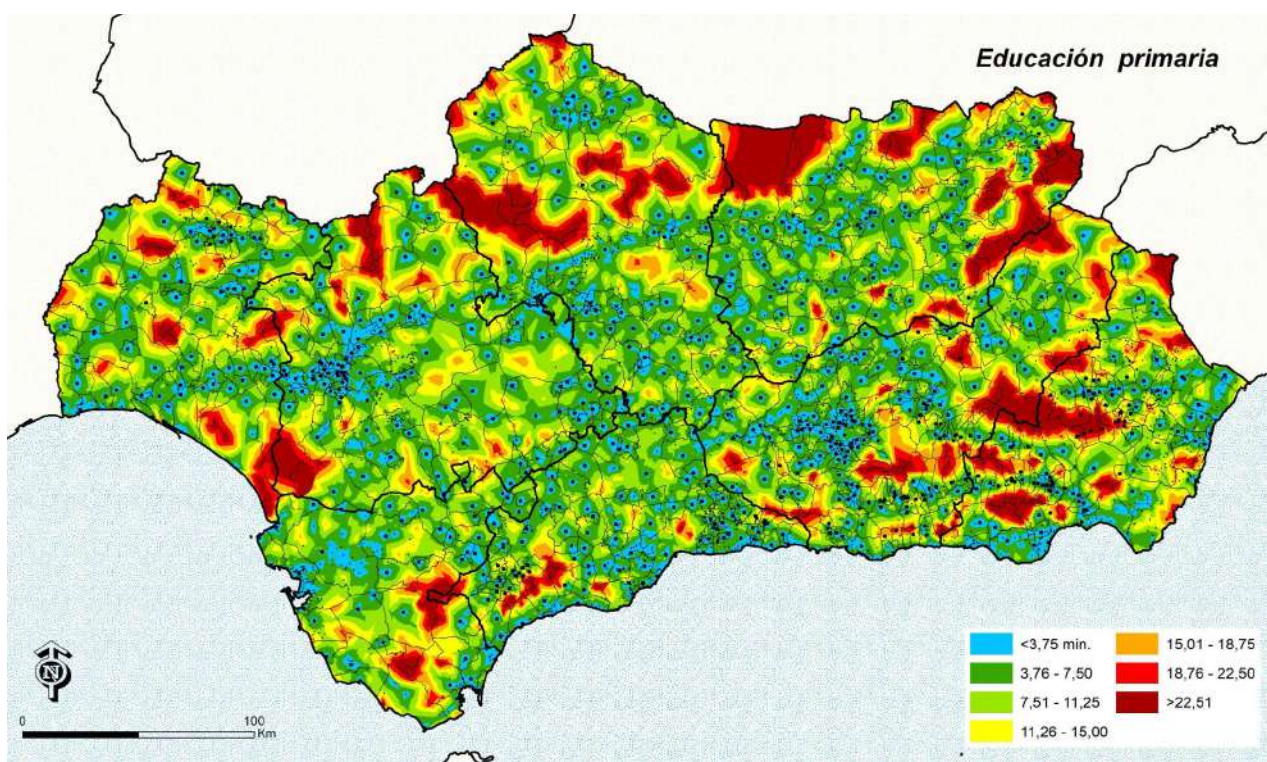 Educación primaria
<3,75 min.
3,76 - 7,50
7,51 - 11,25
11,26 - 15,00
15,01 - 18,75
18,76 - 22,50
>22,51
N
0 100
Km